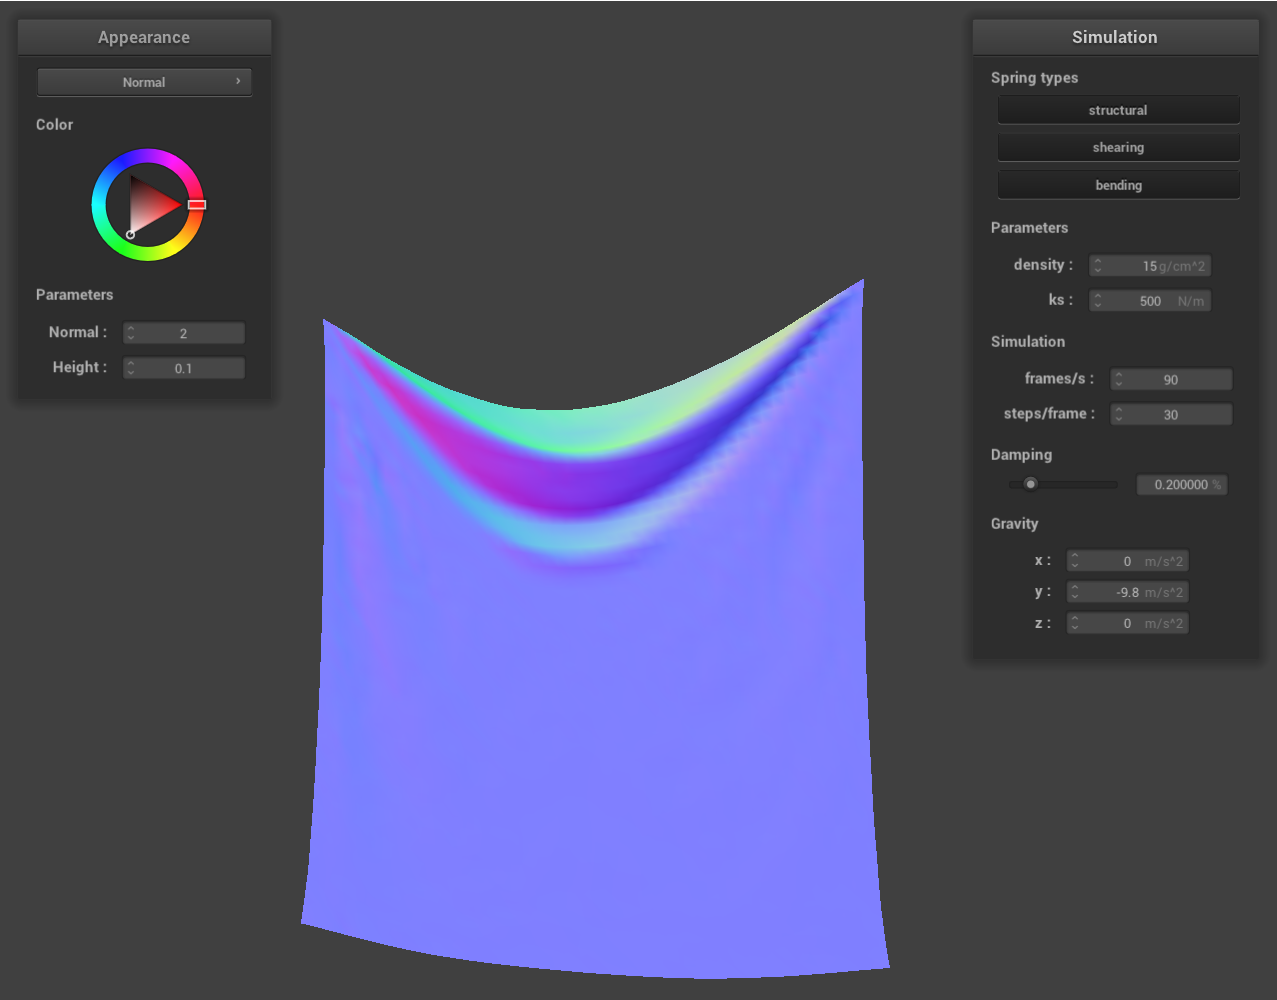 Appearance
Normal
Color
Parameters
Normal : 2
Height : 0.1
Simulation
Spring types
structural
shearing
bending
Parameters
density : 15 g/cm^2
ks : 500 N/m
Simulation
frames/s : 90
steps/frame : 30
Damping
0.200000 %
Gravity
x : 0 m/s^2
y : -9.8 m/s^2
z : 0 m/s^2